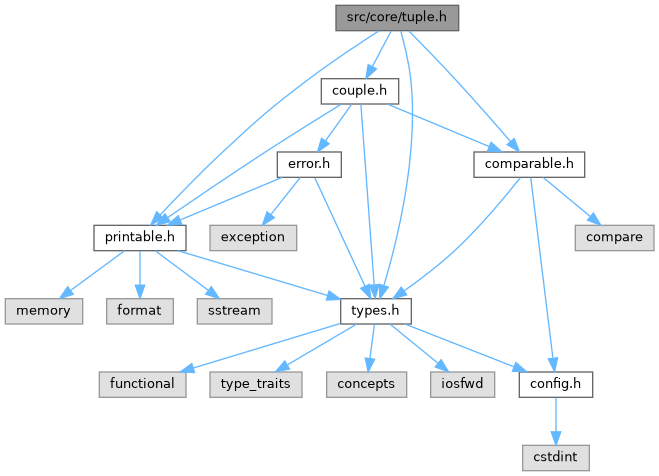 src/core/tuple.h
couple.h
error.h
comparable.h
printable.h
exception
compare
memory
format
sstream
types.h
functional
type_traits
concepts
iosfwd
config.h
cstdint